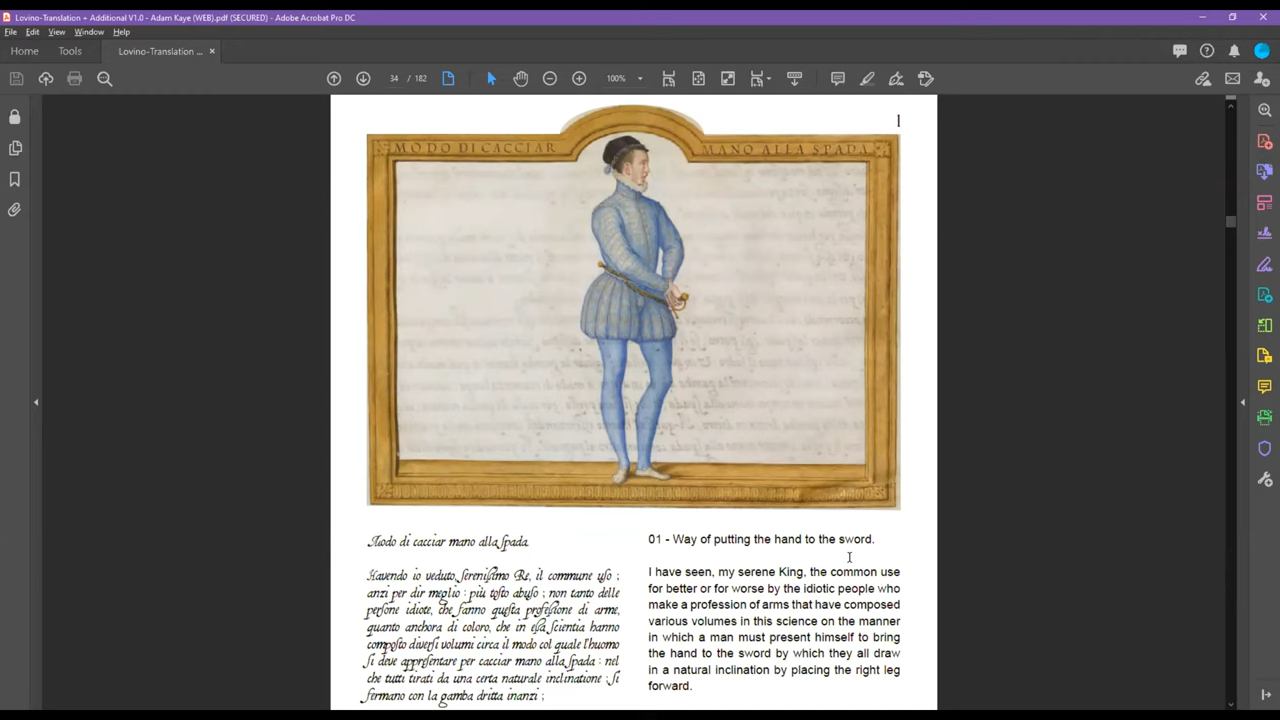 Lovino-Translation + Additional V1.0 - Adam Kaye (WEB).pdf (SECURED) - Adobe Acrobat Pro DC
File Edit View Window Help
Home Tools Lovino-Translation ... ×
34 / 182 100%
1
MODO DI CACCIAR MANO ALLA SPADA
Modo di cacciar mano alla spada
Havendo io veduto, Serenissimo Re, il commune uso ;
anzi per dir meglio : più tosto abuso ; non tanto delle
persone idiote, che fanno questa professione di arme,
quanto anchora di coloro, che in essa scientia hanno
composto diversi volumi circa il modo col quale l'huomo
si deve appresentare per cacciar mano alla spada : nel
che tutti tirati da una certa naturale inclinatione ; si
fermano con la gamba dritta inanzi ;
01 - Way of putting the hand to the sword.
I have seen, my serene King, the common use
for better or for worse by the idiotic people who
make a profession of arms that have composed
various volumes in this science on the manner
in which a man must present himself to bring
the hand to the sword by which they all draw
in a natural inclination by placing the right leg
forward.